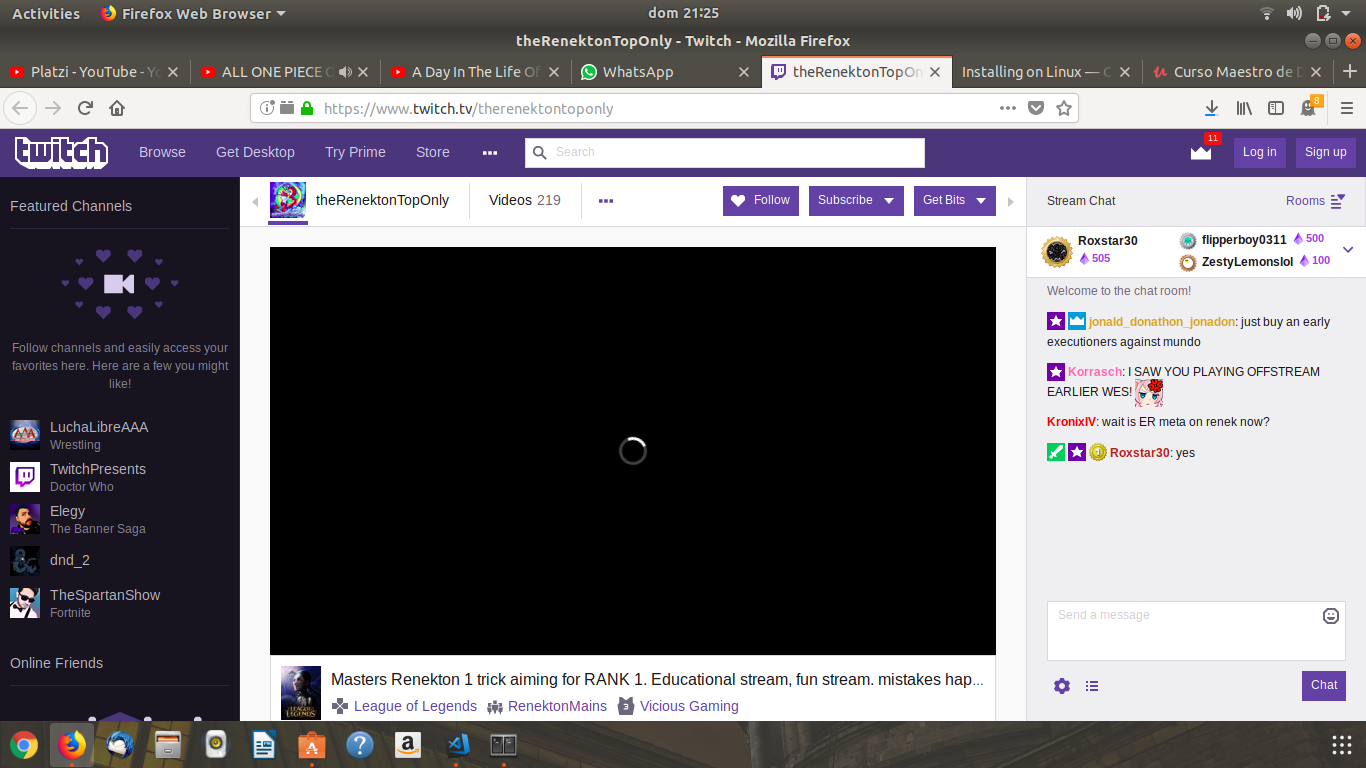 Activities
Firefox Web Browser
dom 21:25
theRenektonTopOnly - Twitch - Mozilla Firefox
Platzi - YouTube - Yo
ALL ONE PIECE O
A Day In The Life Of
WhatsApp
theRenektonTopOn
Installing on Linux — C
Curso Maestro de D
https://www.twitch.tv/therenektontoponly
8
twitch
Browse
Get Desktop
Try Prime
Store
Search
11
Log in
Sign up
Featured Channels
Follow channels and easily access your
favorites here. Here are a few you might
like!
LuchaLibreAAA
Wrestling
TwitchPresents
Doctor Who
Elegy
The Banner Saga
dnd_2
TheSpartanShow
Fortnite
Online Friends
theRenektonTopOnly
Videos 219
Follow
Subscribe
Get Bits
Masters Renekton 1 trick aiming for RANK 1. Educational stream, fun stream. mistakes hap...
League of Legends
RenektonMains
3
Vicious Gaming
Stream Chat
Rooms
Roxstar30
505
flipperboy0311
500
ZestyLemonslol
100
Welcome to the chat room!
jonald_donathon_jonadon: just buy an early
executioners against mundo
Korrasch: I SAW YOU PLAYING OFFSTREAM
EARLIER WES!
KronixIV: wait is ER meta on renek now?
1
Roxstar30: yes
Send a message
Chat